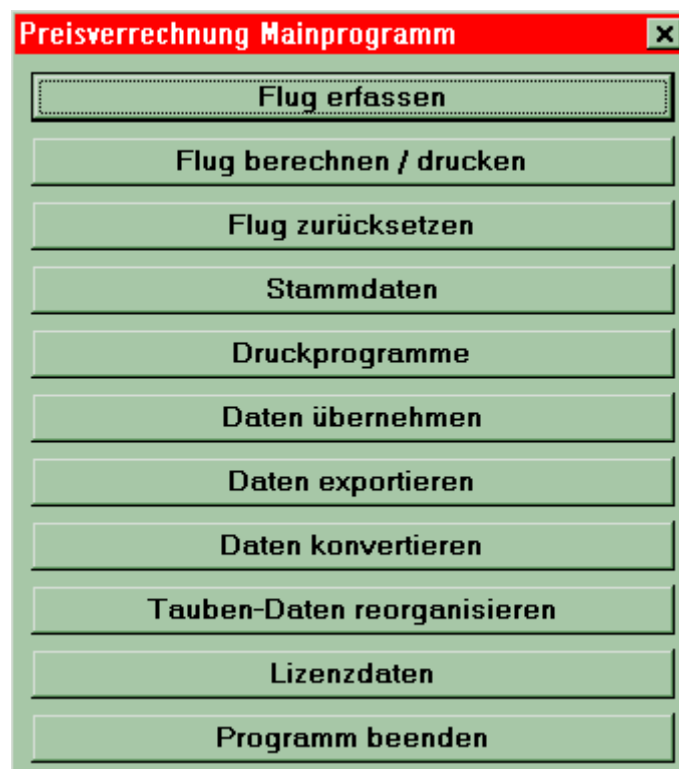 Preisverrechnung Mainprogramm
Flug erfassen
Flug berechnen / drucken
Flug zurücksetzen
Stammdaten
Druckprogramme
Daten übernehmen
Daten exportieren
Daten konvertieren
Tauben-Daten reorganisieren
Lizenzdaten
Programm beenden